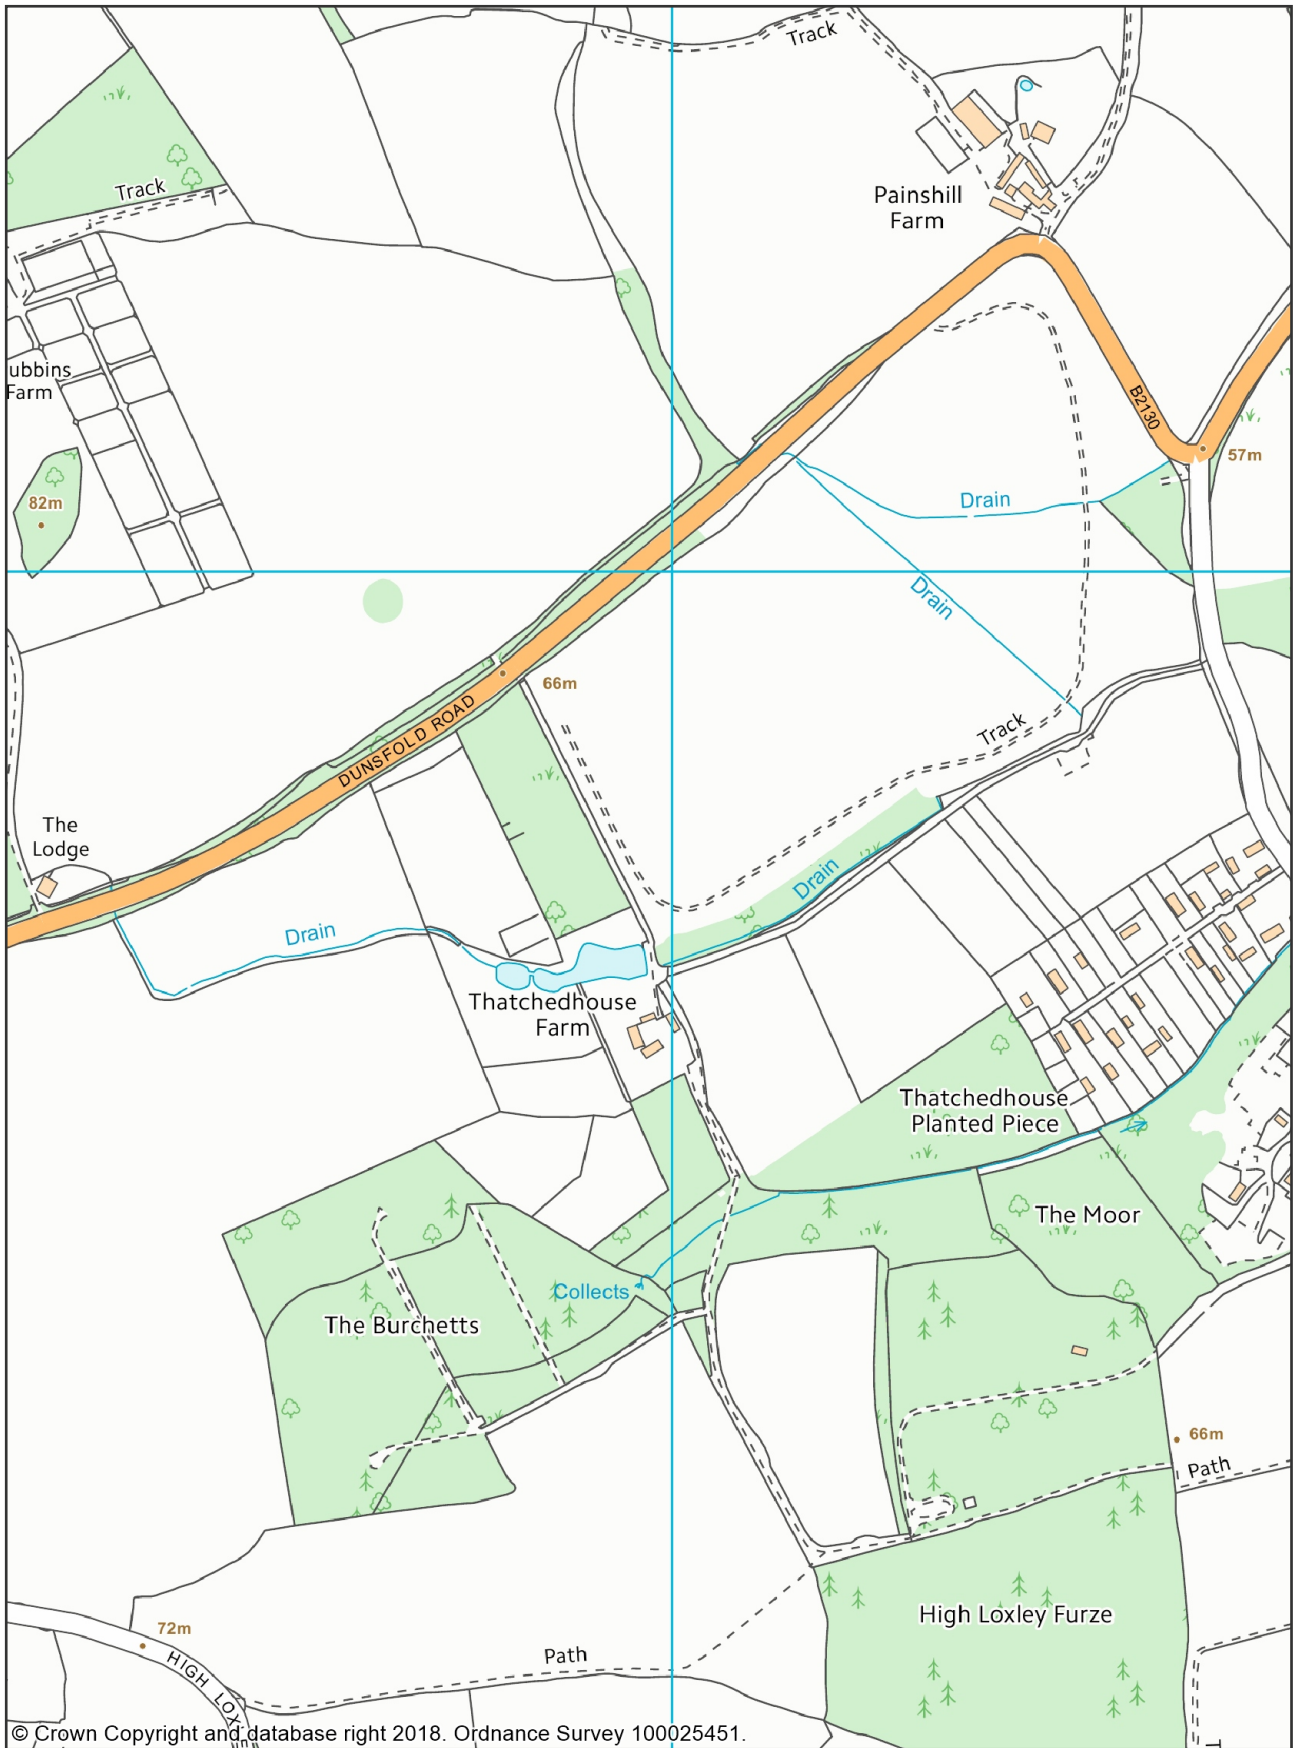 Track
Track
Painshill
Farm
ubbins
Farm
B2130
57m
Drain
82m
Drain
66m
DUNSFOLD ROAD
Track
The
Lodge
Drain
Drain
Thatchedhouse
Farm
Thatchedhouse
Planted Piece
The Moor
Collects
The Burchetts
66m
Path
High Loxley Furze
72m
HIGH LOX
Path
© Crown Copyright and database right 2018. Ordnance Survey 100025451.